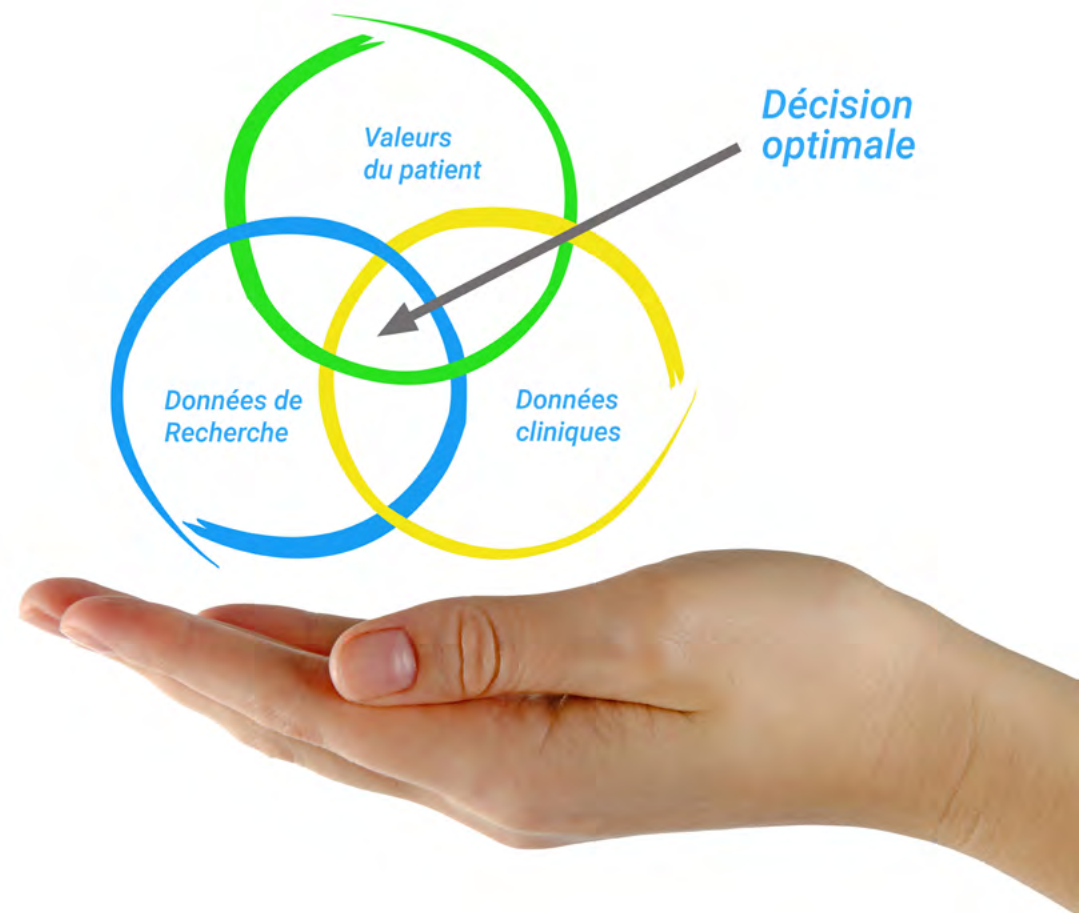 Valeurs
du patient
Décision
optimale
Données de
Recherche
Données
cliniques